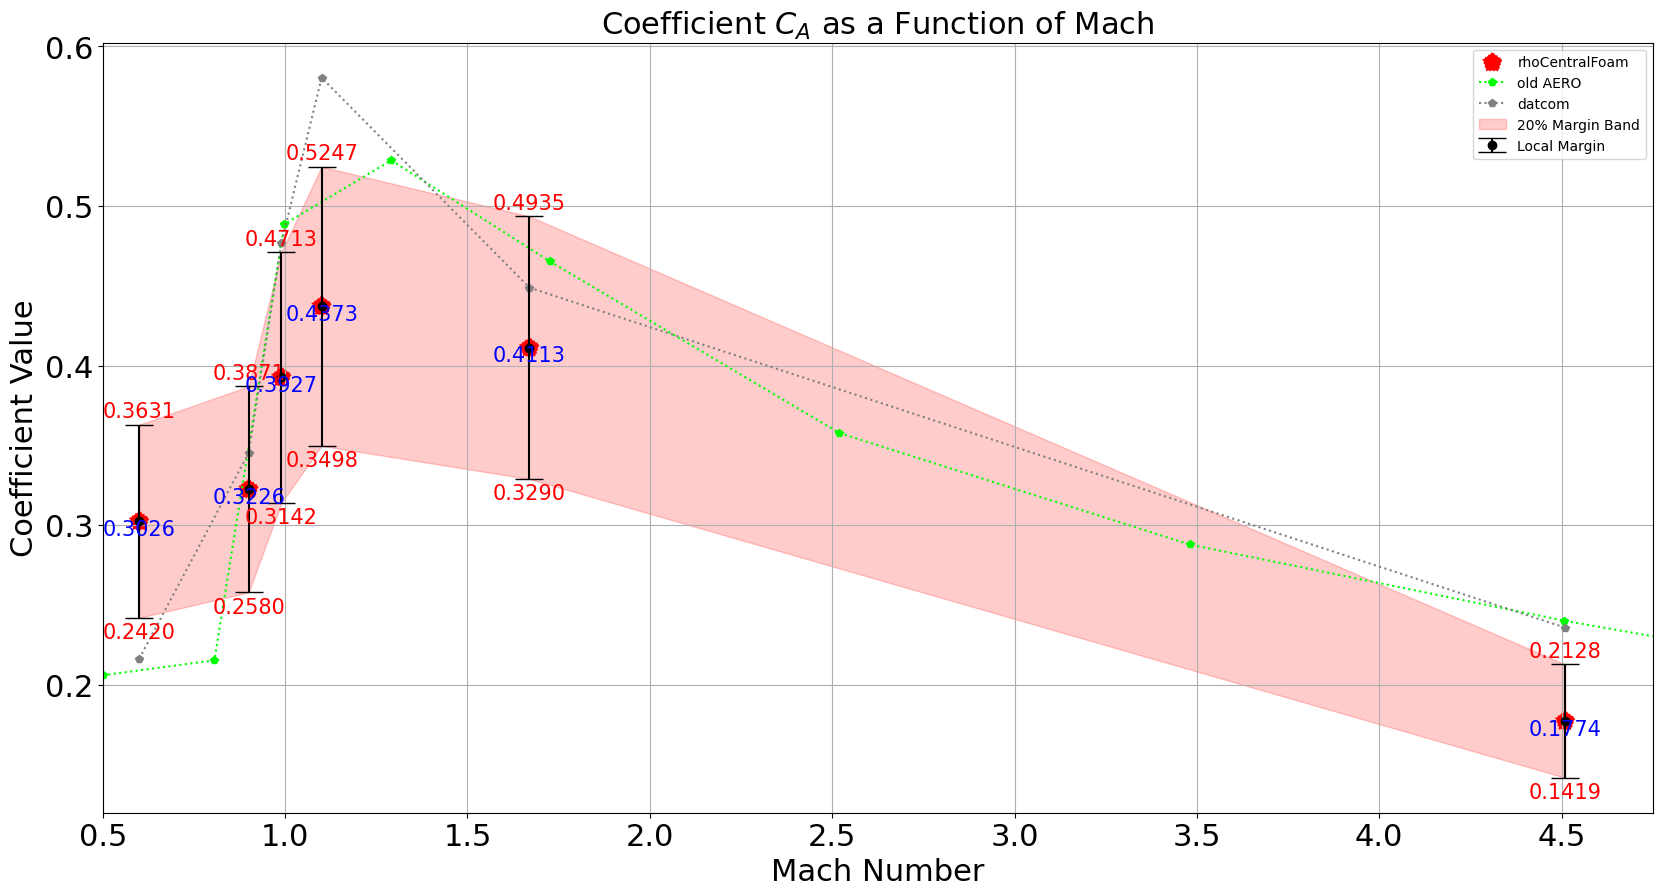 Coefficient C_A as a Function of Mach
rhoCentralFoam
old AERO
datcom
20% Margin Band
Local Margin
Coefficient Value
0.6
0.5
0.4
0.3
0.2
0.3631
0.3026
0.2420
0.3871
0.3226
0.2580
0.4713
0.3927
0.3142
0.5247
0.4373
0.3498
0.4935
0.4113
0.3290
0.2128
0.1774
0.1419
0.5 1.0 1.5 2.0 2.5 3.0 3.5 4.0 4.5
Mach Number